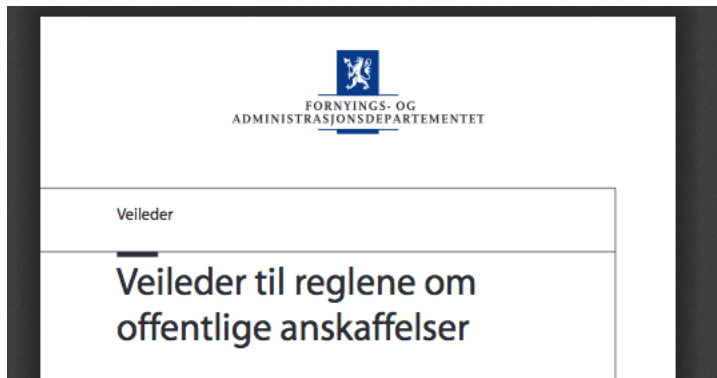 FORNYINGS- OG
ADMINISTRASJONSDEPARTEMENTET
Veileder
Veileder til reglene om
offentlige anskaffelser